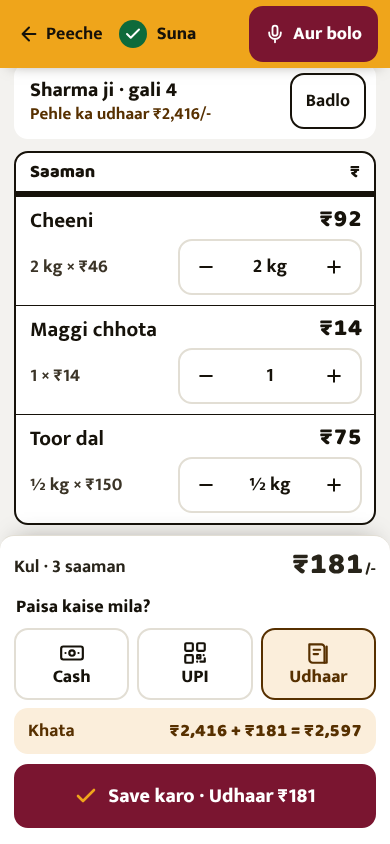 Peeche
Suna
Aur bolo
Sharma ji · gali 4
Pehle ka udhaar ₹2,416/-
Badlo
Saaman ₹
Cheeni ₹92
2 kg × ₹46 − 2 kg +
Maggi chhota ₹14
1 × ₹14 − 1 +
Toor dal ₹75
½ kg × ₹150 − ½ kg +
Kul · 3 saaman ₹181/-
Paisa kaise mila?
Cash
UPI
Udhaar
Khata ₹2,416 + ₹181 = ₹2,597
Save karo · Udhaar ₹181